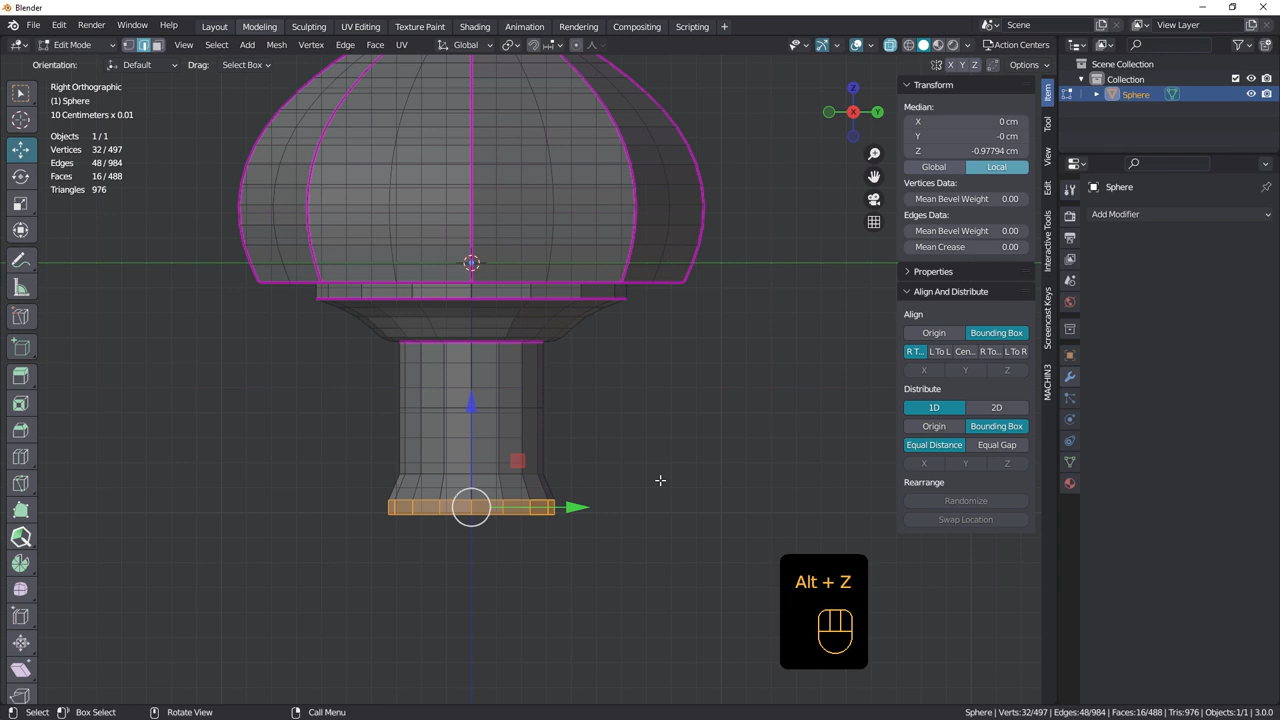 Blender
File Edit Render Window Help Layout Modeling Sculpting UV Editing Texture Paint Shading Animation Rendering Compositing Scripting + Scene View Layer
Edit Mode View Select Add Mesh Vertex Edge Face UV Global Action Centers
Orientation: Default Drag: Select Box X Y Z Options
Right Orthographic
(1) Sphere
10 Centimeters x 0.01
Objects 1 / 1
Vertices 32 / 497
Edges 48 / 984
Faces 16 / 488
Triangles 976
Z
X
Y
Transform
Median:
X 0 cm
Y -0 cm
Z -0.97794 cm
Global Local
Vertices Data:
Mean Bevel Weight 0.00
Edges Data:
Mean Bevel Weight 0.00
Mean Crease 0.00
Properties
Align And Distribute
Align
Origin Bounding Box
R T... L To L Cen... R To... L To R
X Y Z
Distribute
1D 2D
Origin Bounding Box
Equal Distance Equal Gap
X Y Z
Rearrange
Randomize
Swap Location
Item
Tool
View
Edit
Interactive Tools
Screencast Keys
MACHIN3
Scene Collection
Collection
Sphere
Sphere
Add Modifier
Alt + Z
Select Box Select Rotate View Call Menu Sphere | Verts:32/497 | Edges:48/984 | Faces:16/488 | Tris:976 | Objects:1/1 | 3.0.0